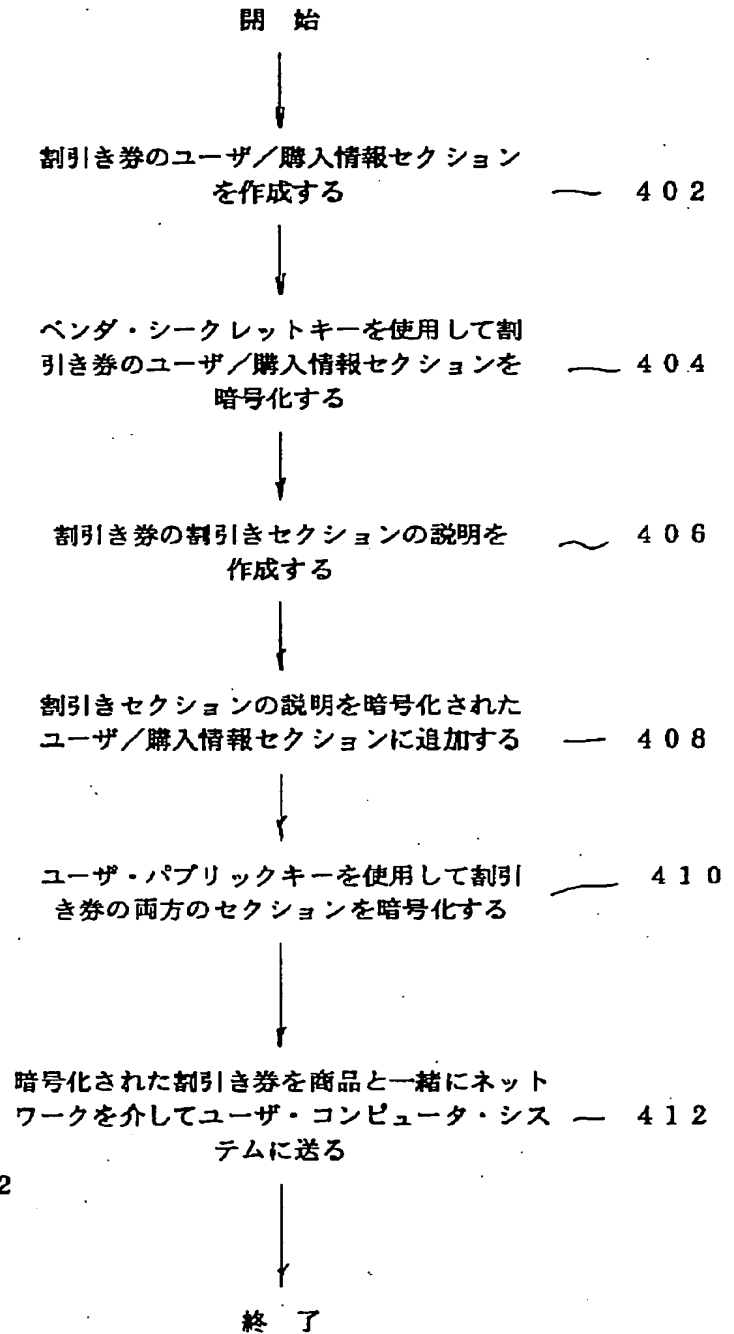 開 始
割引き券のユーザ／購入情報セクション
を作成する — 402
ベンダ・シークレットキーを使用して割
引き券のユーザ／購入情報セクションを — 404
暗号化する
割引き券の割引きセクションの説明を 〜 406
作成する
割引きセクションの説明を暗号化された
ユーザ／購入情報セクションに追加する — 408
ユーザ・パブリックキーを使用して割引 — 410
き券の両方のセクションを暗号化する
暗号化された割引き券を商品と一緒にネット
ワークを介してユーザ・コンピュータ・シス — 412
テムに送る
2
終 了